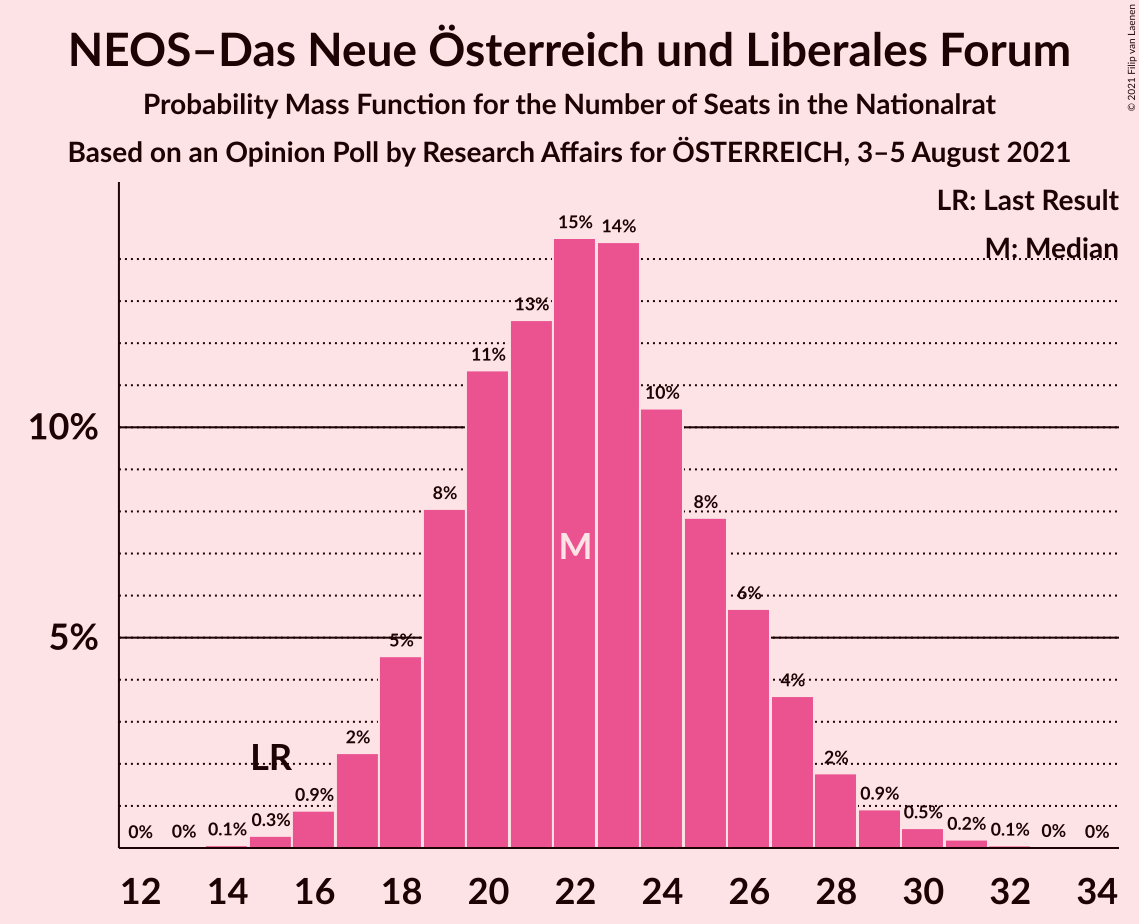 NEOS–Das Neue Österreich und Liberales Forum
Probability Mass Function for the Number of Seats in the Nationalrat
Based on an Opinion Poll by Research Affairs for ÖSTERREICH, 3–5 August 2021
© 2021 Filip van Laenen
LR: Last Result
M: Median
15%
14%
13%
11%
10%
10%
8%
8%
M
6%
5%
5%
4%
2%
LR
2%
0.9%
0.9%
0.5%
0.3%
0.2%
0% 0% 0.1% 0.1% 0% 0%
12 14 16 18 20 22 24 26 28 30 32 34